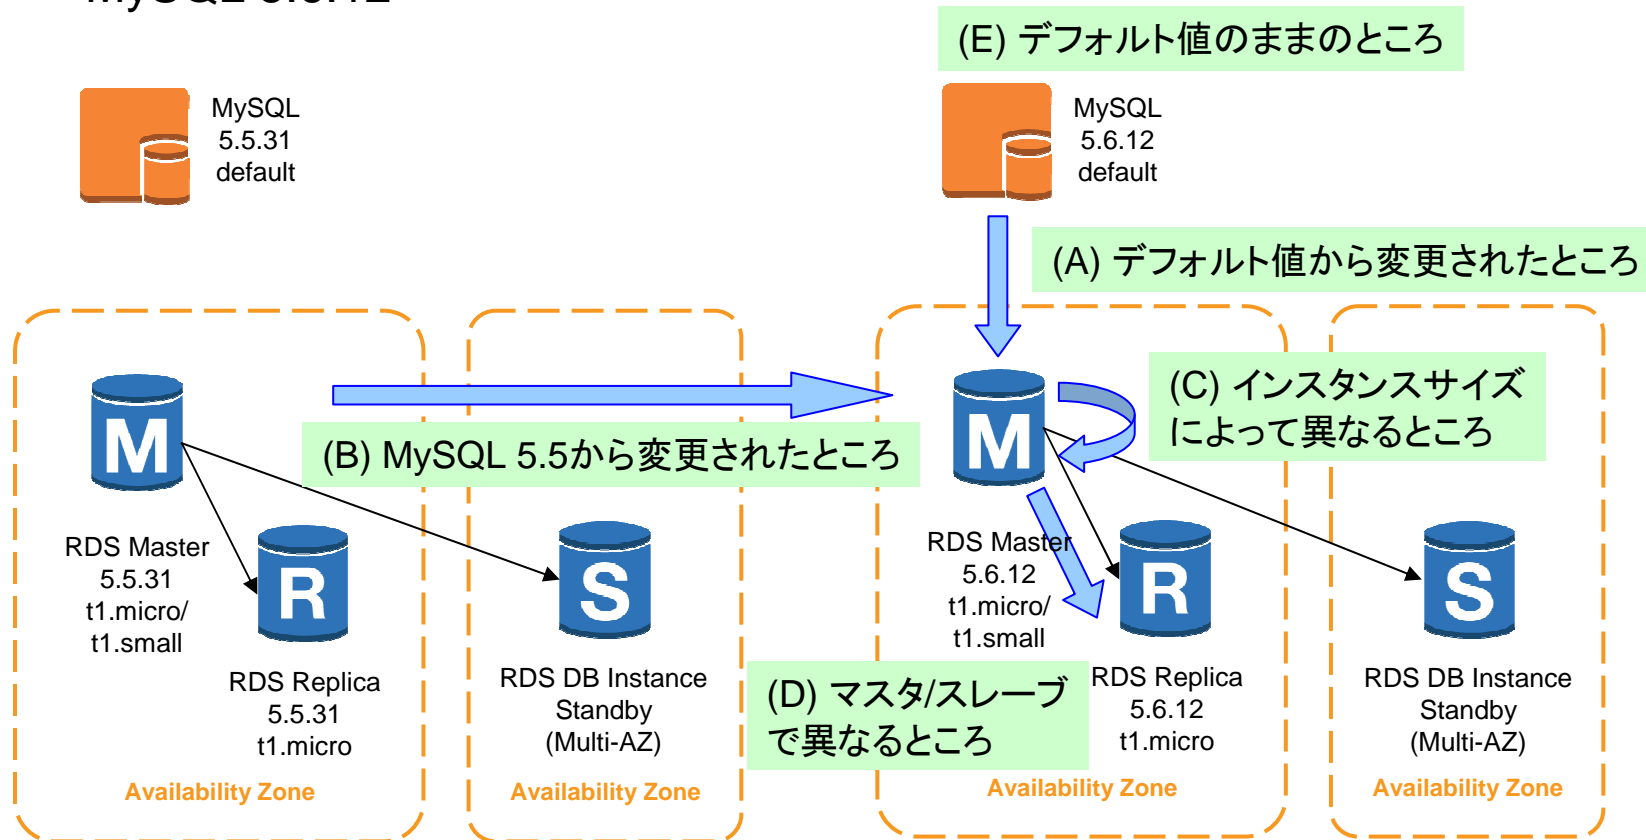 (E) デフォルト値のままのところ
MySQL
5.5.31
default
MySQL
5.6.12
default
(A) デフォルト値から変更されたところ
(C) インスタンスサイズ
によって異なるところ
(B) MySQL 5.5から変更されたところ
M
R
S
M
R
S
RDS Master
5.5.31
t1.micro/
t1.small
RDS Replica
5.5.31
t1.micro
RDS DB Instance
Standby
(Multi-AZ)
RDS Master
5.6.12
t1.micro/
t1.small
(D) マスタ/スレーブ
で異なるところ
RDS Replica
5.6.12
t1.micro
RDS DB Instance
Standby
(Multi-AZ)
Availability Zone
Availability Zone
Availability Zone
Availability Zone